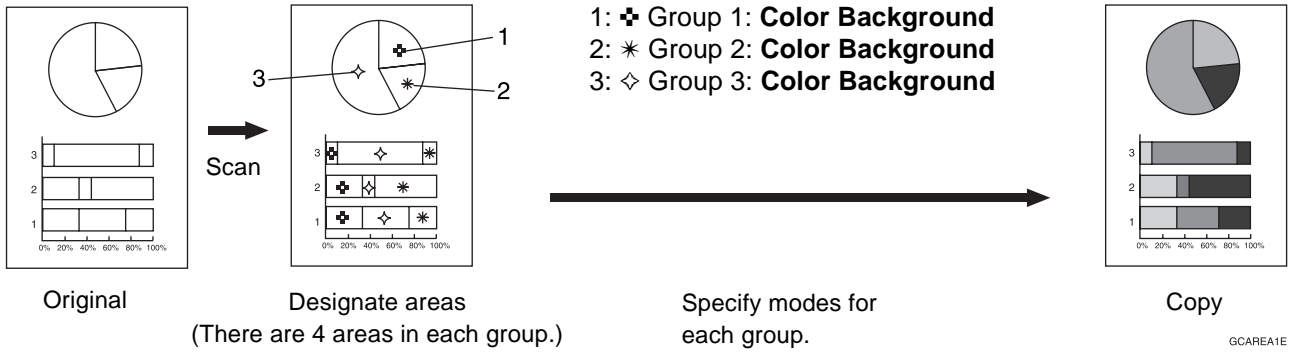 1: ✜ Group 1: Color Background
2: ✳ Group 2: Color Background
3: ✧ Group 3: Color Background
1
2
3
3
2
1
0% 20% 40% 60% 80% 100%
Scan
3
2
1
0% 20% 40% 60% 80% 100%
3
2
1
0% 20% 40% 60% 80% 100%
Original
Designate areas
(There are 4 areas in each group.)
Specify modes for
each group.
Copy
GCAREA1E